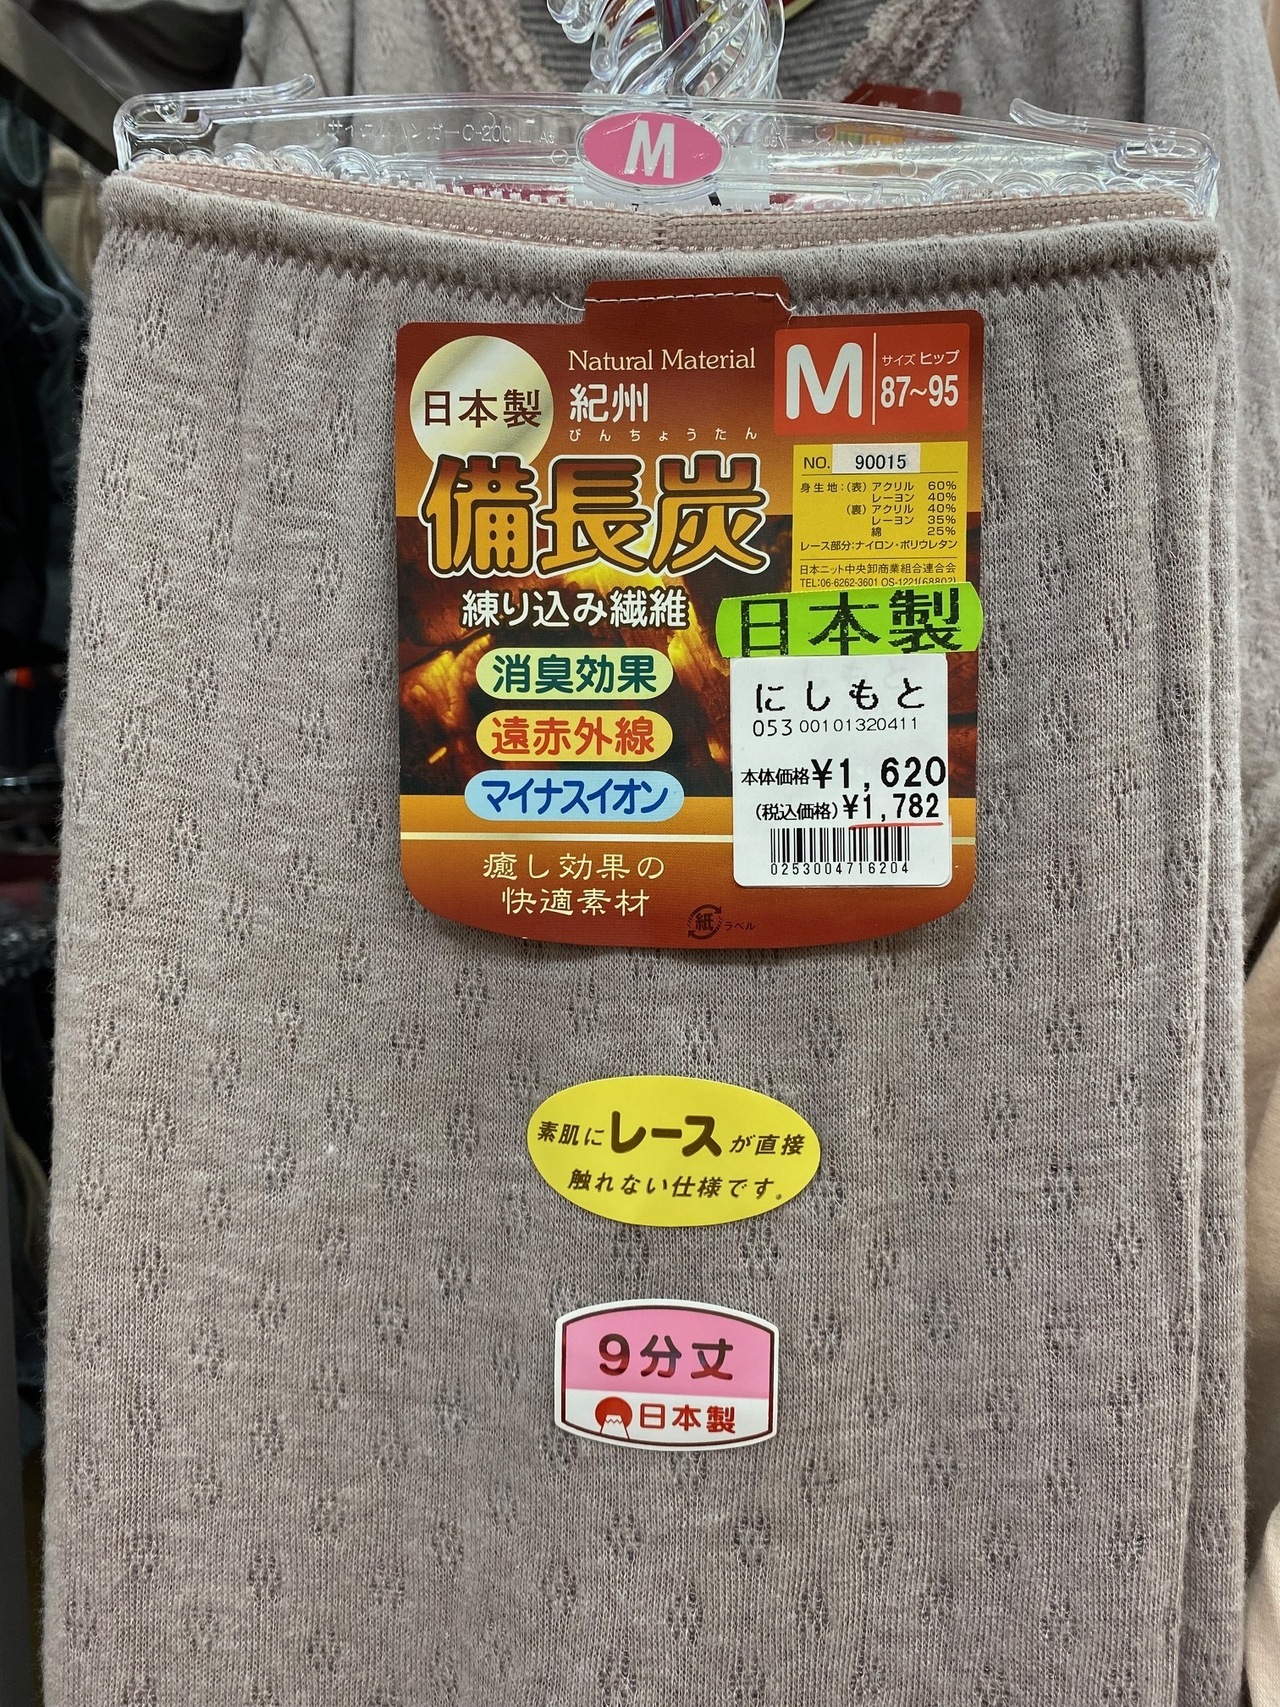 M
日本製
Natural Material
紀州
びんちょうたん
備長炭
練り込み繊維
消臭効果
遠赤外線
マイナスイオン
癒し効果の
快適素材
紙 ラベル
M
サイズ ヒップ
87~95
NO. 90015
身生地:(表)アクリル 60%
レーヨン 40%
(裏)アクリル 40%
レーヨン 35%
綿 25%
レース部分:ナイロン・ポリウレタン
日本ニット中央卸商業組合連合会
TEL:06-6262-3601 OS-1221(68802)
日本製
にしもと
053 00101320411
本体価格 ¥1,620
(税込価格) ¥1,782
0253004716204
素肌にレースが直接
触れない仕様です。
9分丈
日本製